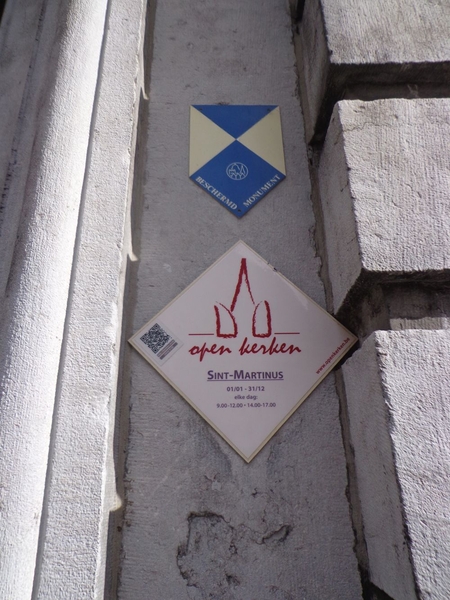 BESCHERMD MONUMENT
open kerken
www.openkerken.be
SINT-MARTINUS
01/01 - 31/12
elke dag:
9.00-12.00 • 14.00-17.00